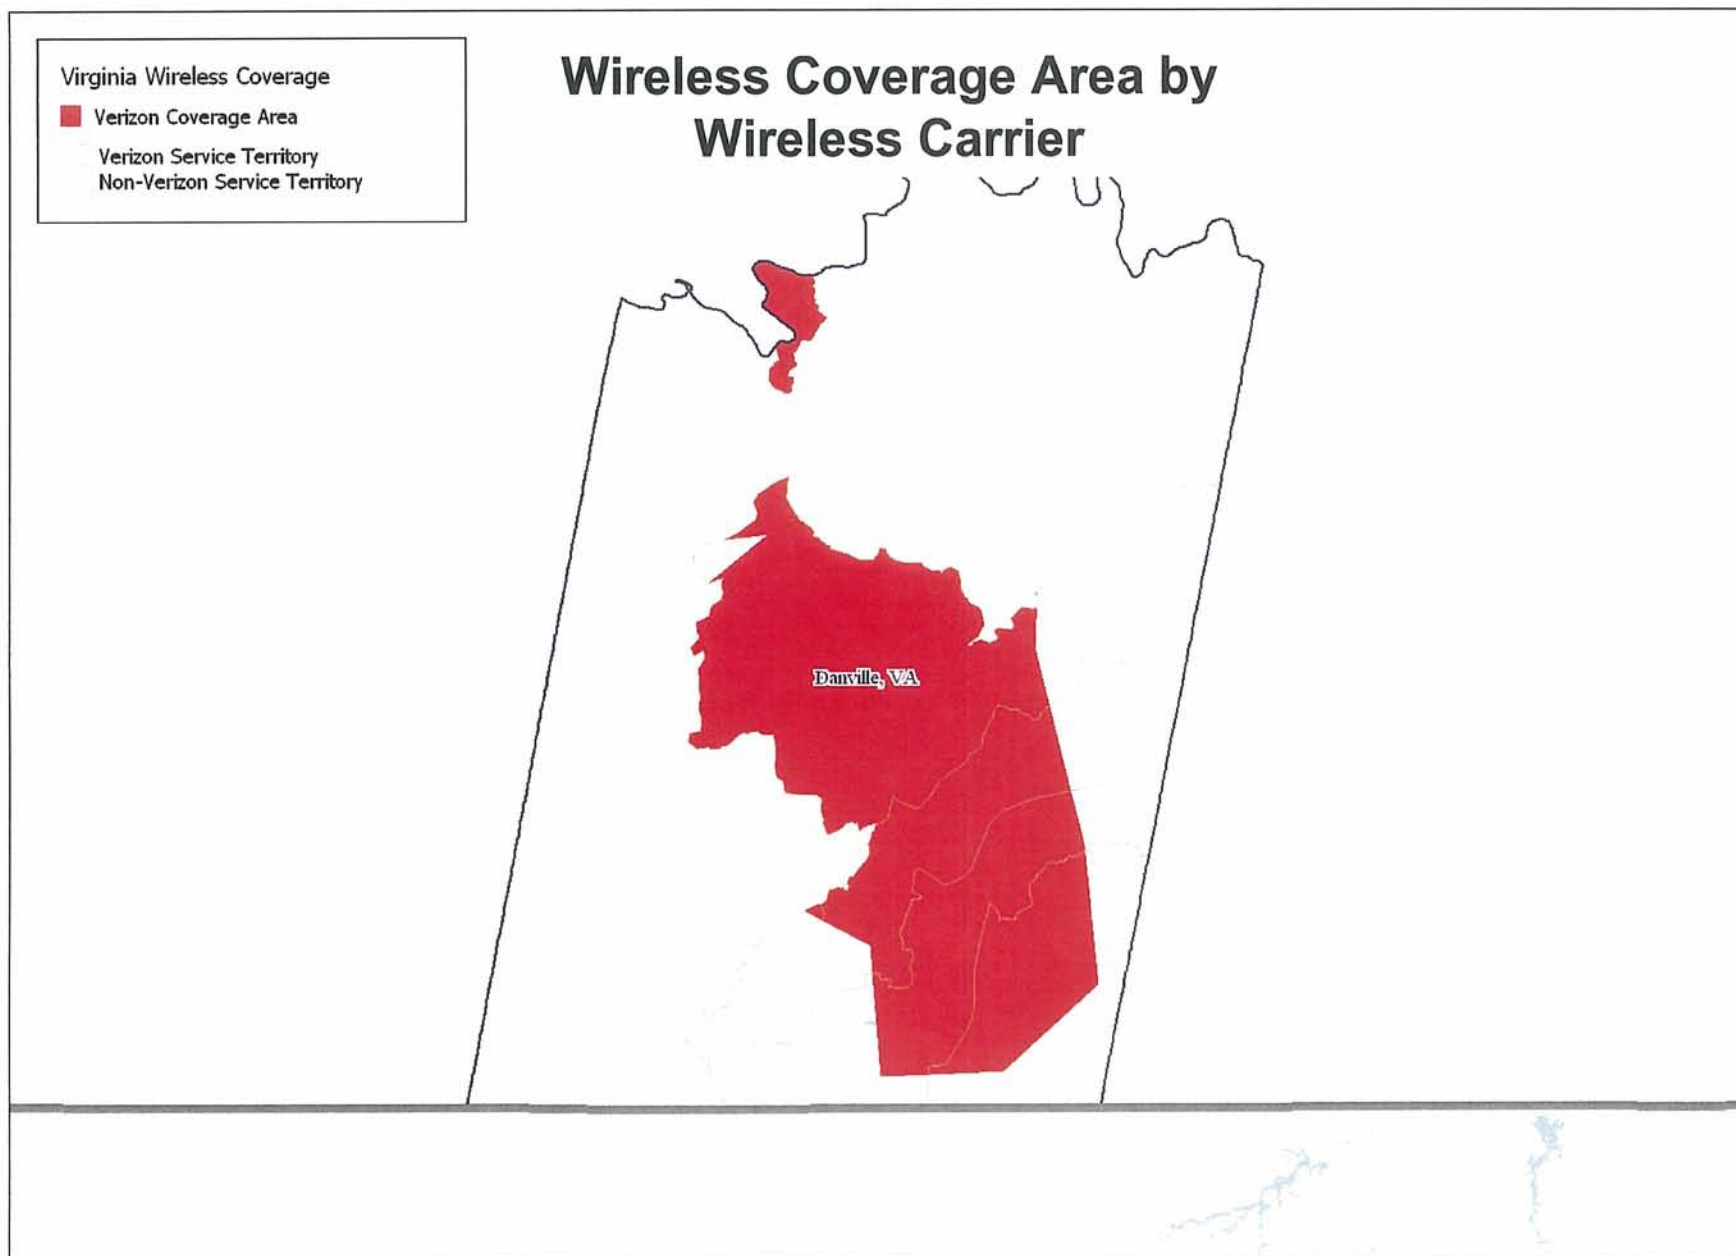 Virginia Wireless Coverage
Verizon Coverage Area
Verizon Service Territory
Non-Verizon Service Territory
Wireless Coverage Area by
Wireless Carrier
Danville, VA